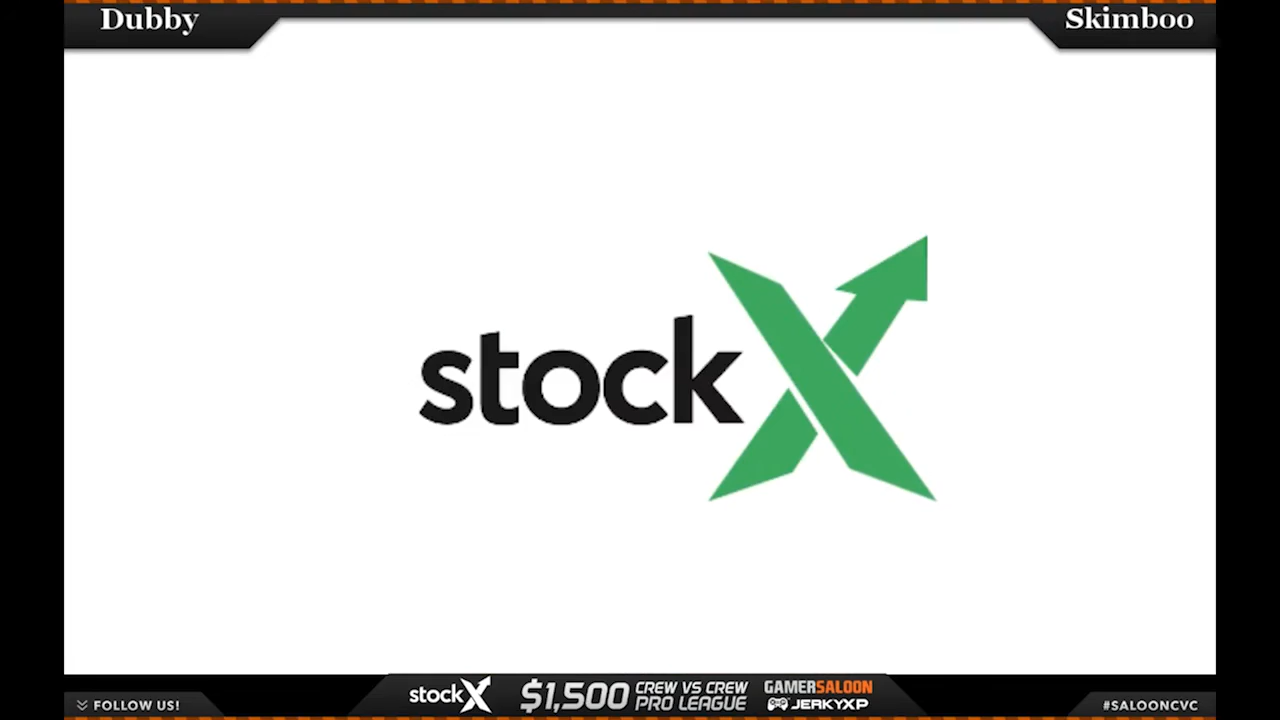 Dubby
Skimboo
stockX
FOLLOW US!
stockX
$1,500
CREW VS CREW
PRO LEAGUE
GAMERSALOON
JERKYXP
#SALOONCVC